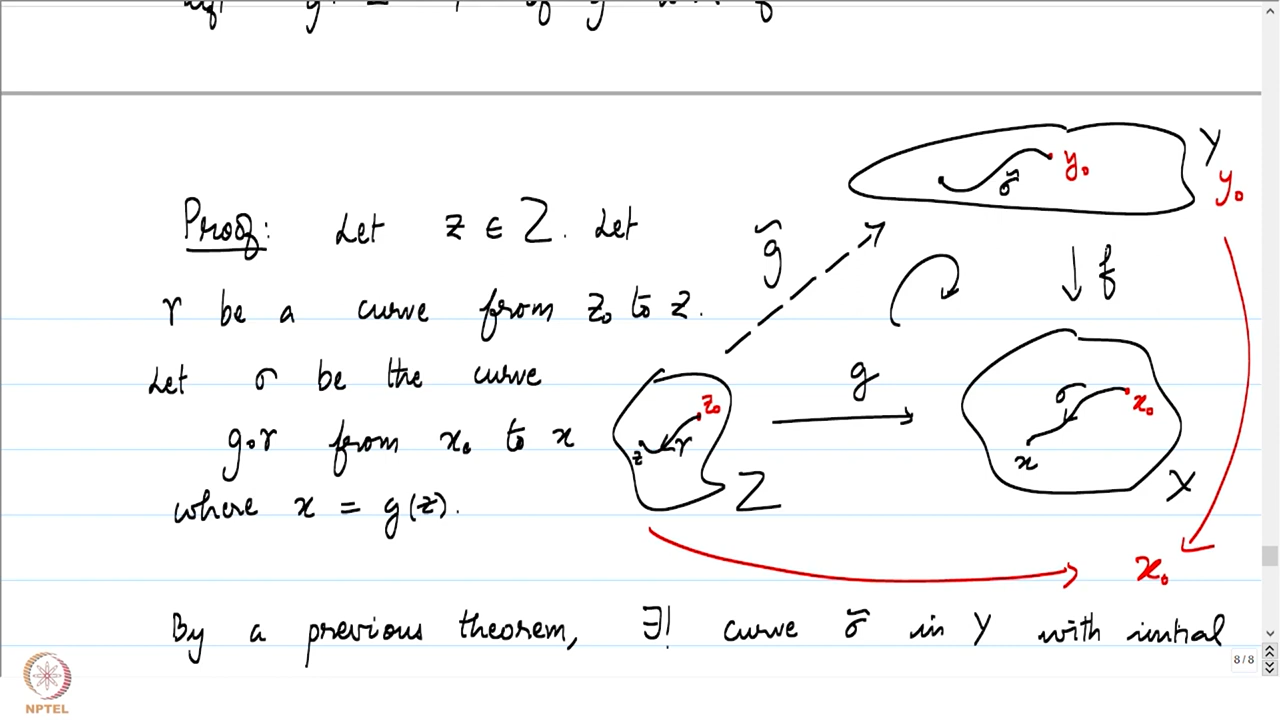 Proof: Let z ∈ Z. Let
γ be a curve from z₀ to z.
Let σ be the curve
g∘γ from x₀ to x
where x = g(z).
By a previous theorem, ∃! curve σ̃ in Y with initial
Y
y₀
σ̃
y₀
g̃
f
g
z₀
z
γ
Z
σ
x₀
x
X
x₀
8/8
NPTEL